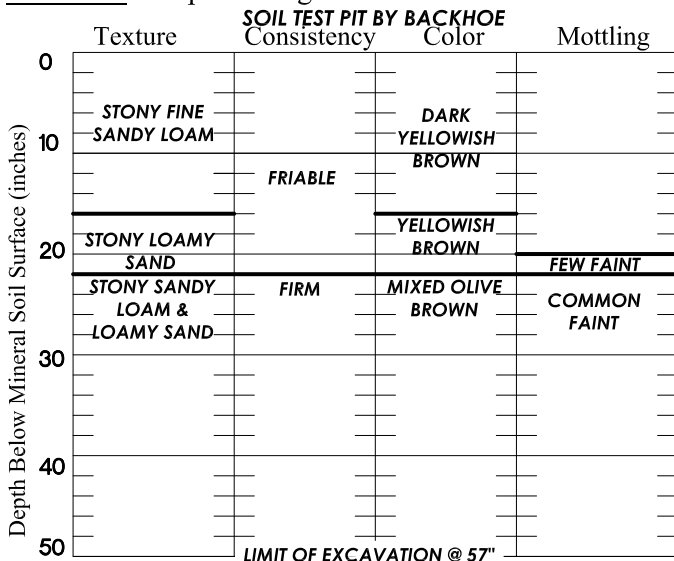 SOIL TEST PIT BY BACKHOE
Texture Consistency Color Mottling
Depth Below Mineral Soil Surface (inches)
0
STONY FINE
SANDY LOAM
DARK
YELLOWISH
BROWN
10
FRIABLE
STONY LOAMY
SAND
YELLOWISH
BROWN
20
FEW FAINT
STONY SANDY
LOAM &
LOAMY SAND
FIRM
MIXED OLIVE
BROWN
COMMON
FAINT
30
40
50
LIMIT OF EXCAVATION @ 57"